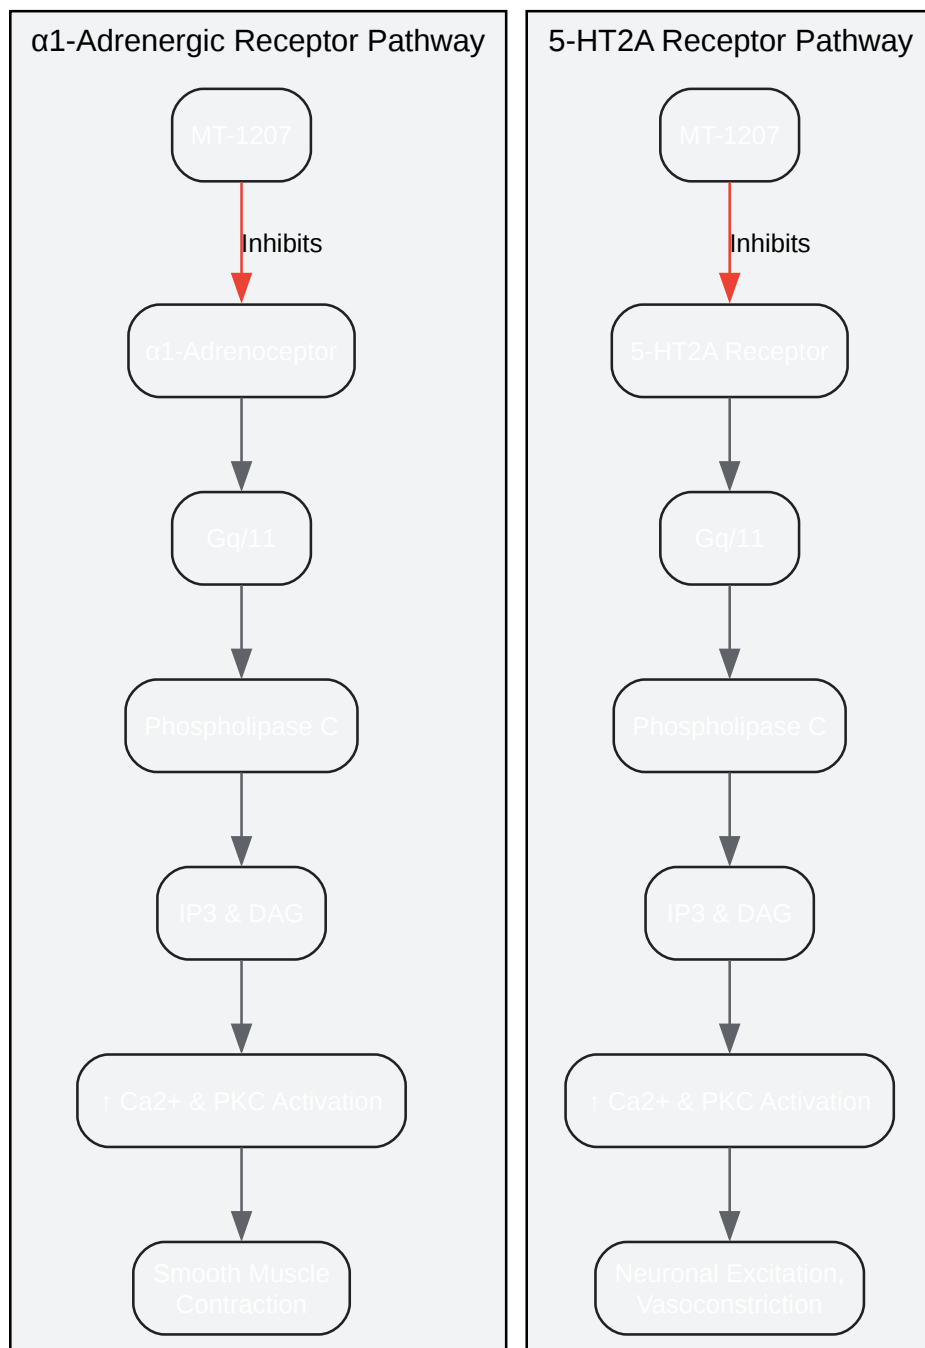 α1-Adrenergic Receptor Pathway
MT-1207
Inhibits
α1-Adrenoceptor
Gq/11
Phospholipase C
IP3 & DAG
↑ Ca2+ & PKC Activation
Smooth Muscle
Contraction
5-HT2A Receptor Pathway
MT-1207
Inhibits
5-HT2A Receptor
Gq/11
Phospholipase C
IP3 & DAG
↑ Ca2+ & PKC Activation
Neuronal Excitation,
Vasoconstriction